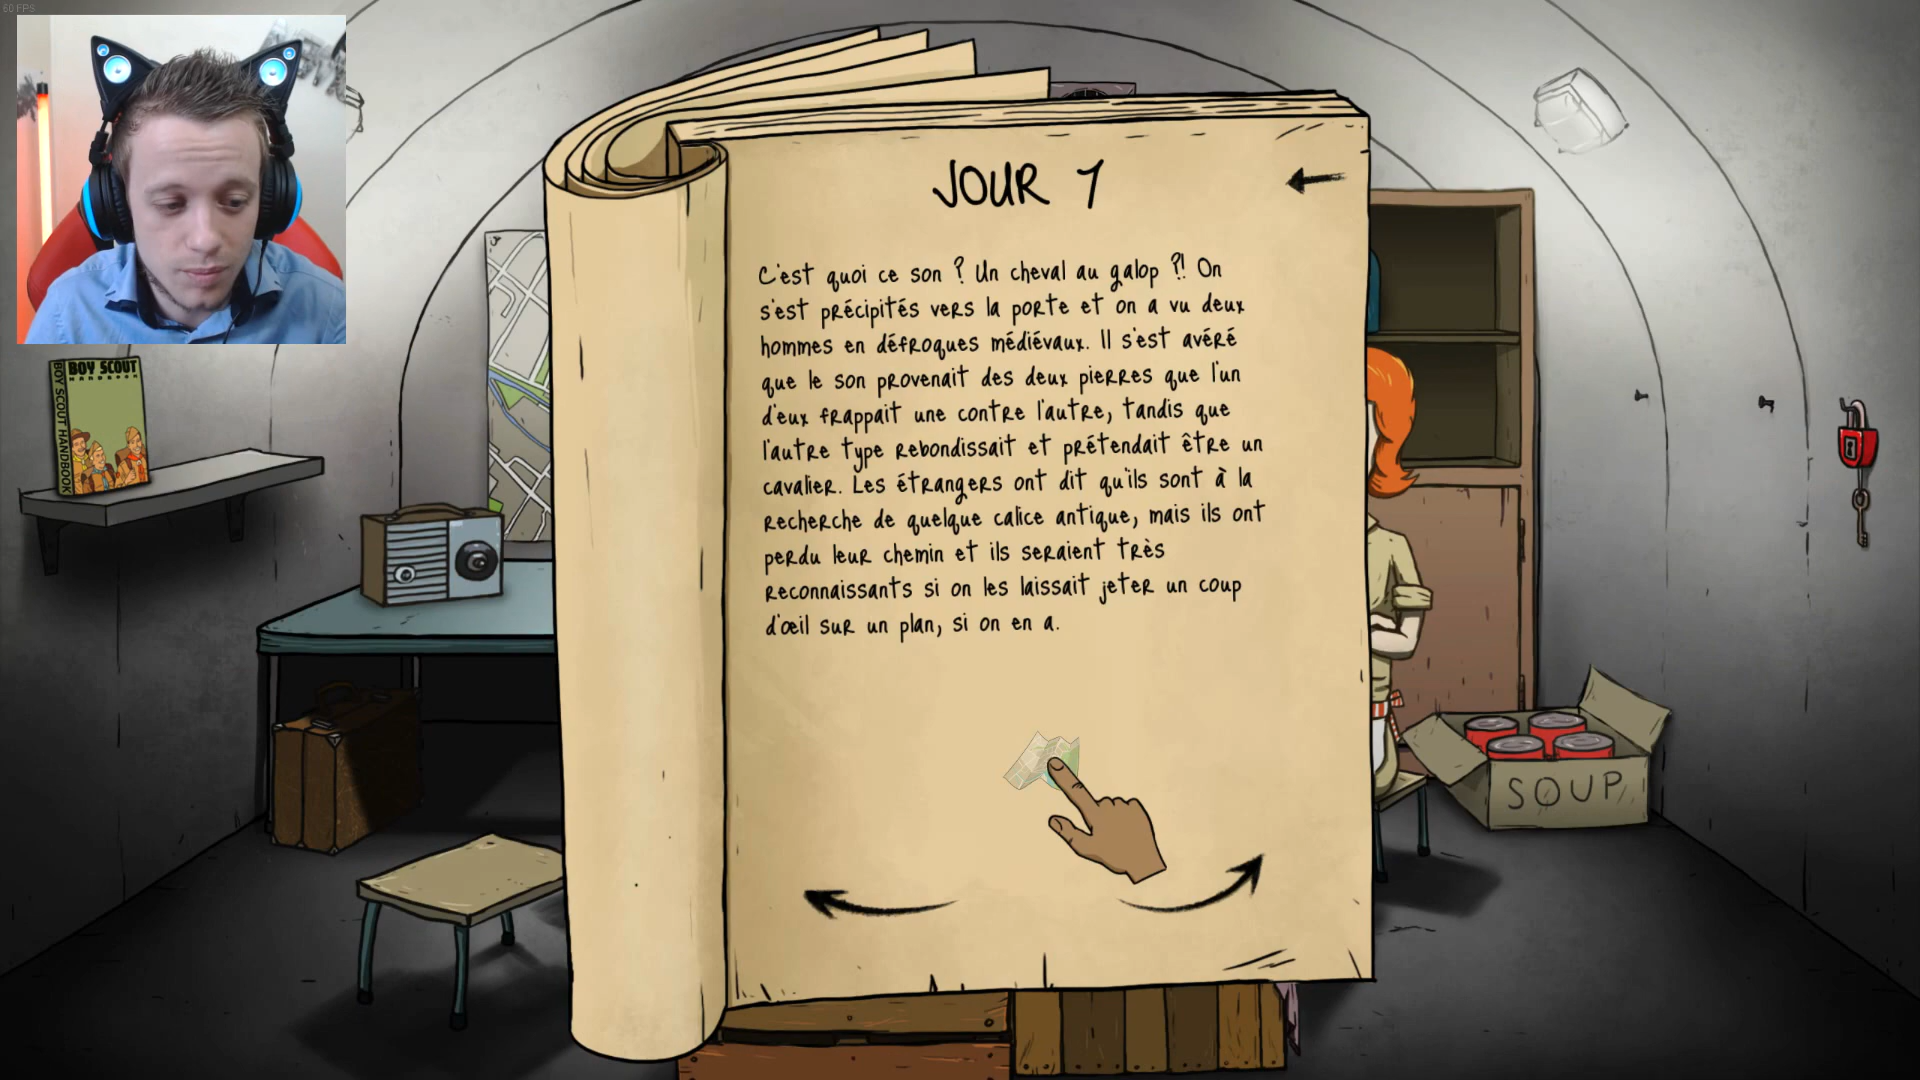 60 FPS
JOUR 1
C'est quoi ce son ? Un cheval au galop ?! On
s'est précipités vers la porte et on a vu deux
hommes en défroques médiévaux. Il s'est avéré
que le son provenait des deux pierres que l'un
d'eux frappait une contre l'autre, tandis que
l'autre type rebondissait et prétendait être un
cavalier. Les étrangers ont dit qu'ils sont à la
recherche de quelque calice antique, mais ils ont
perdu leur chemin et ils seraient très
reconnaissants si on les laissait jeter un coup
d'œil sur un plan, si on en a.
BOY SCOUT
HANDBOOK
BOY SCOUT HANDBOOK
SOUP